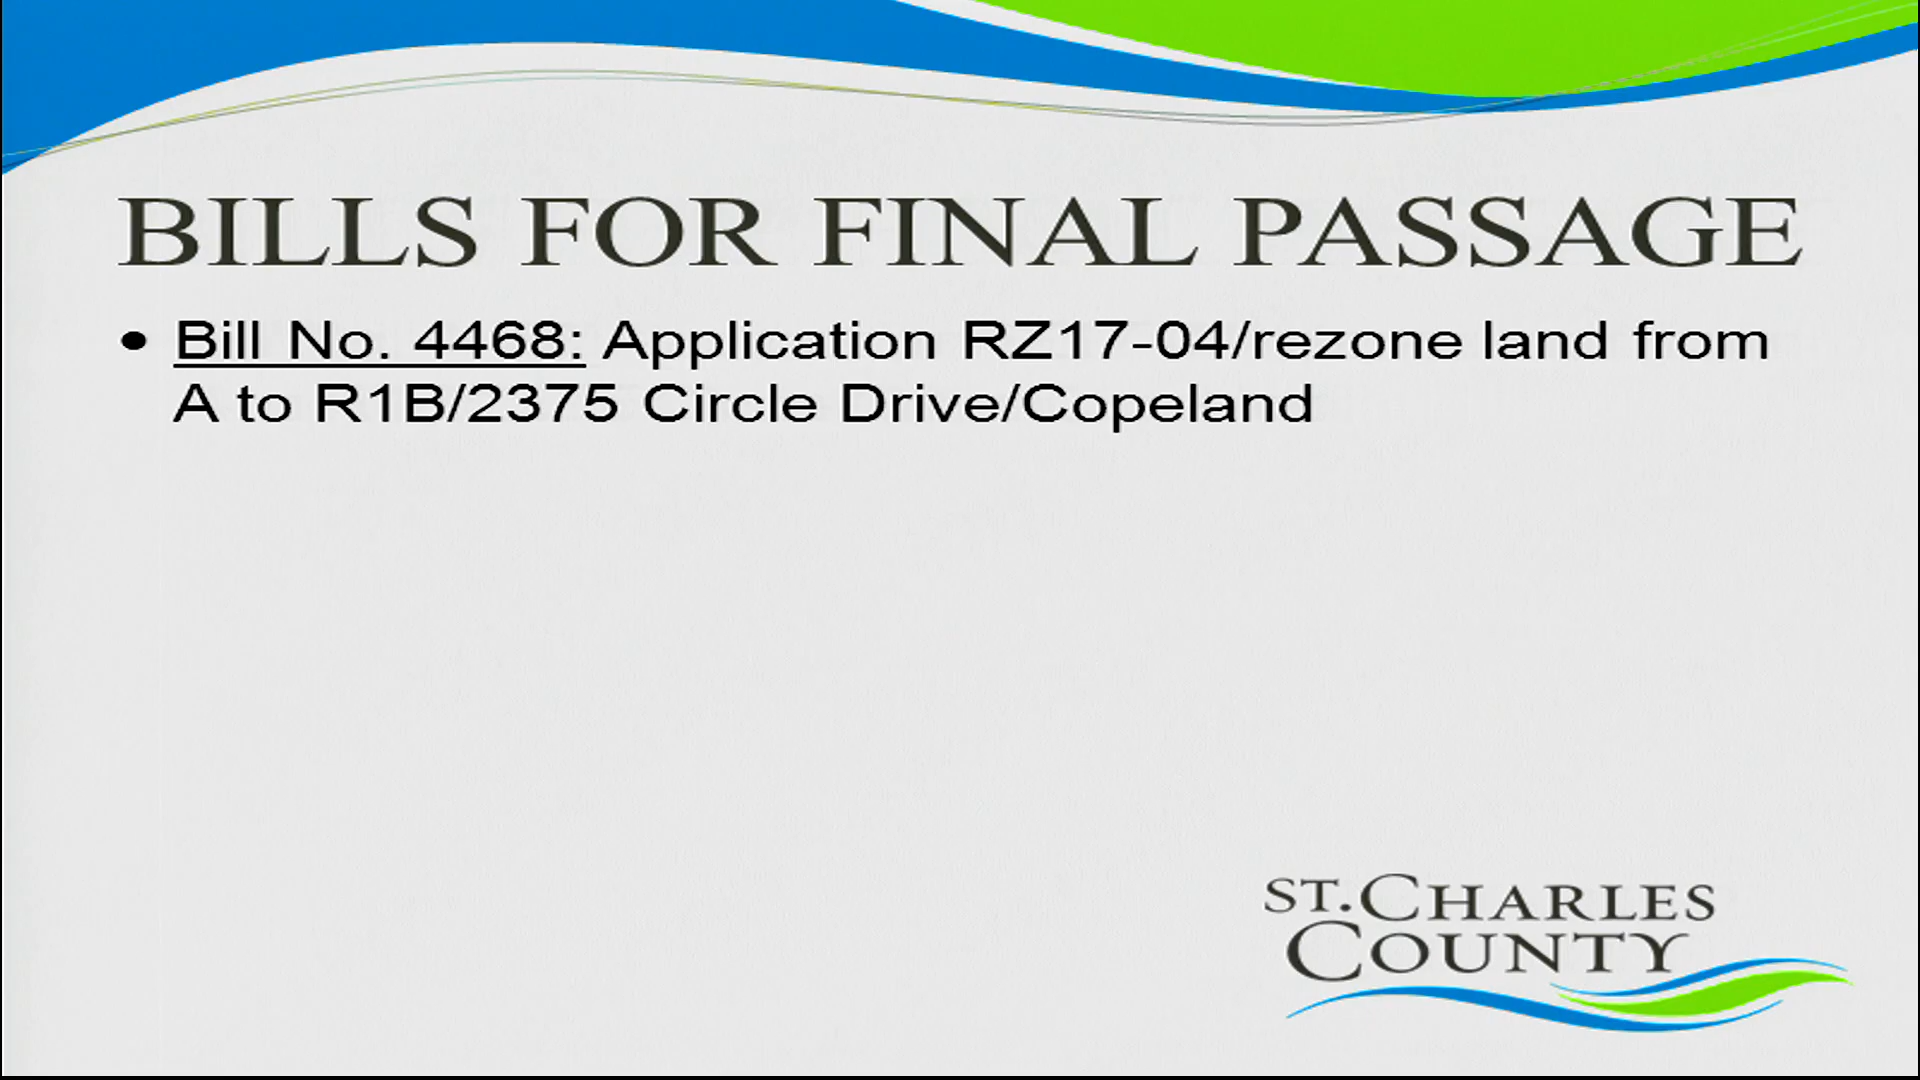 BILLS FOR FINAL PASSAGE
• Bill No. 4468: Application RZ17-04/rezone land from
A to R1B/2375 Circle Drive/Copeland
ST. CHARLES
COUNTY